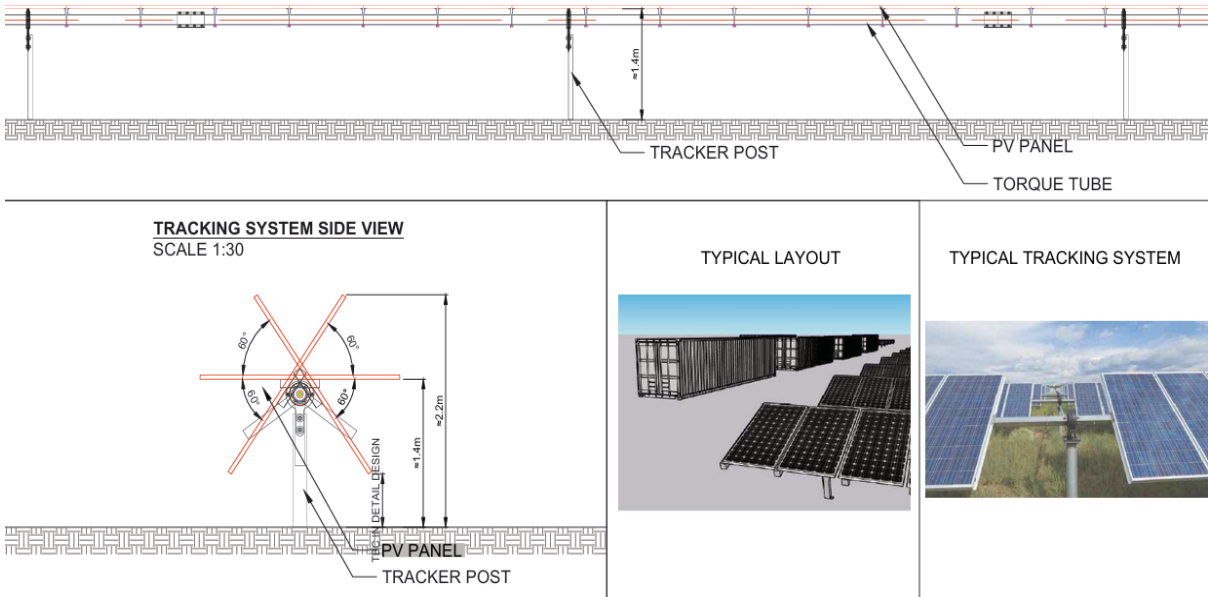 ≈1.4m
TRACKER POST
PV PANEL
TORQUE TUBE
TRACKING SYSTEM SIDE VIEW
SCALE 1:30
60°
60°
60°
60°
≈2.2m
≈1.4m
TBC IN DETAIL DESIGN
PV PANEL
TRACKER POST
TYPICAL LAYOUT
TYPICAL TRACKING SYSTEM